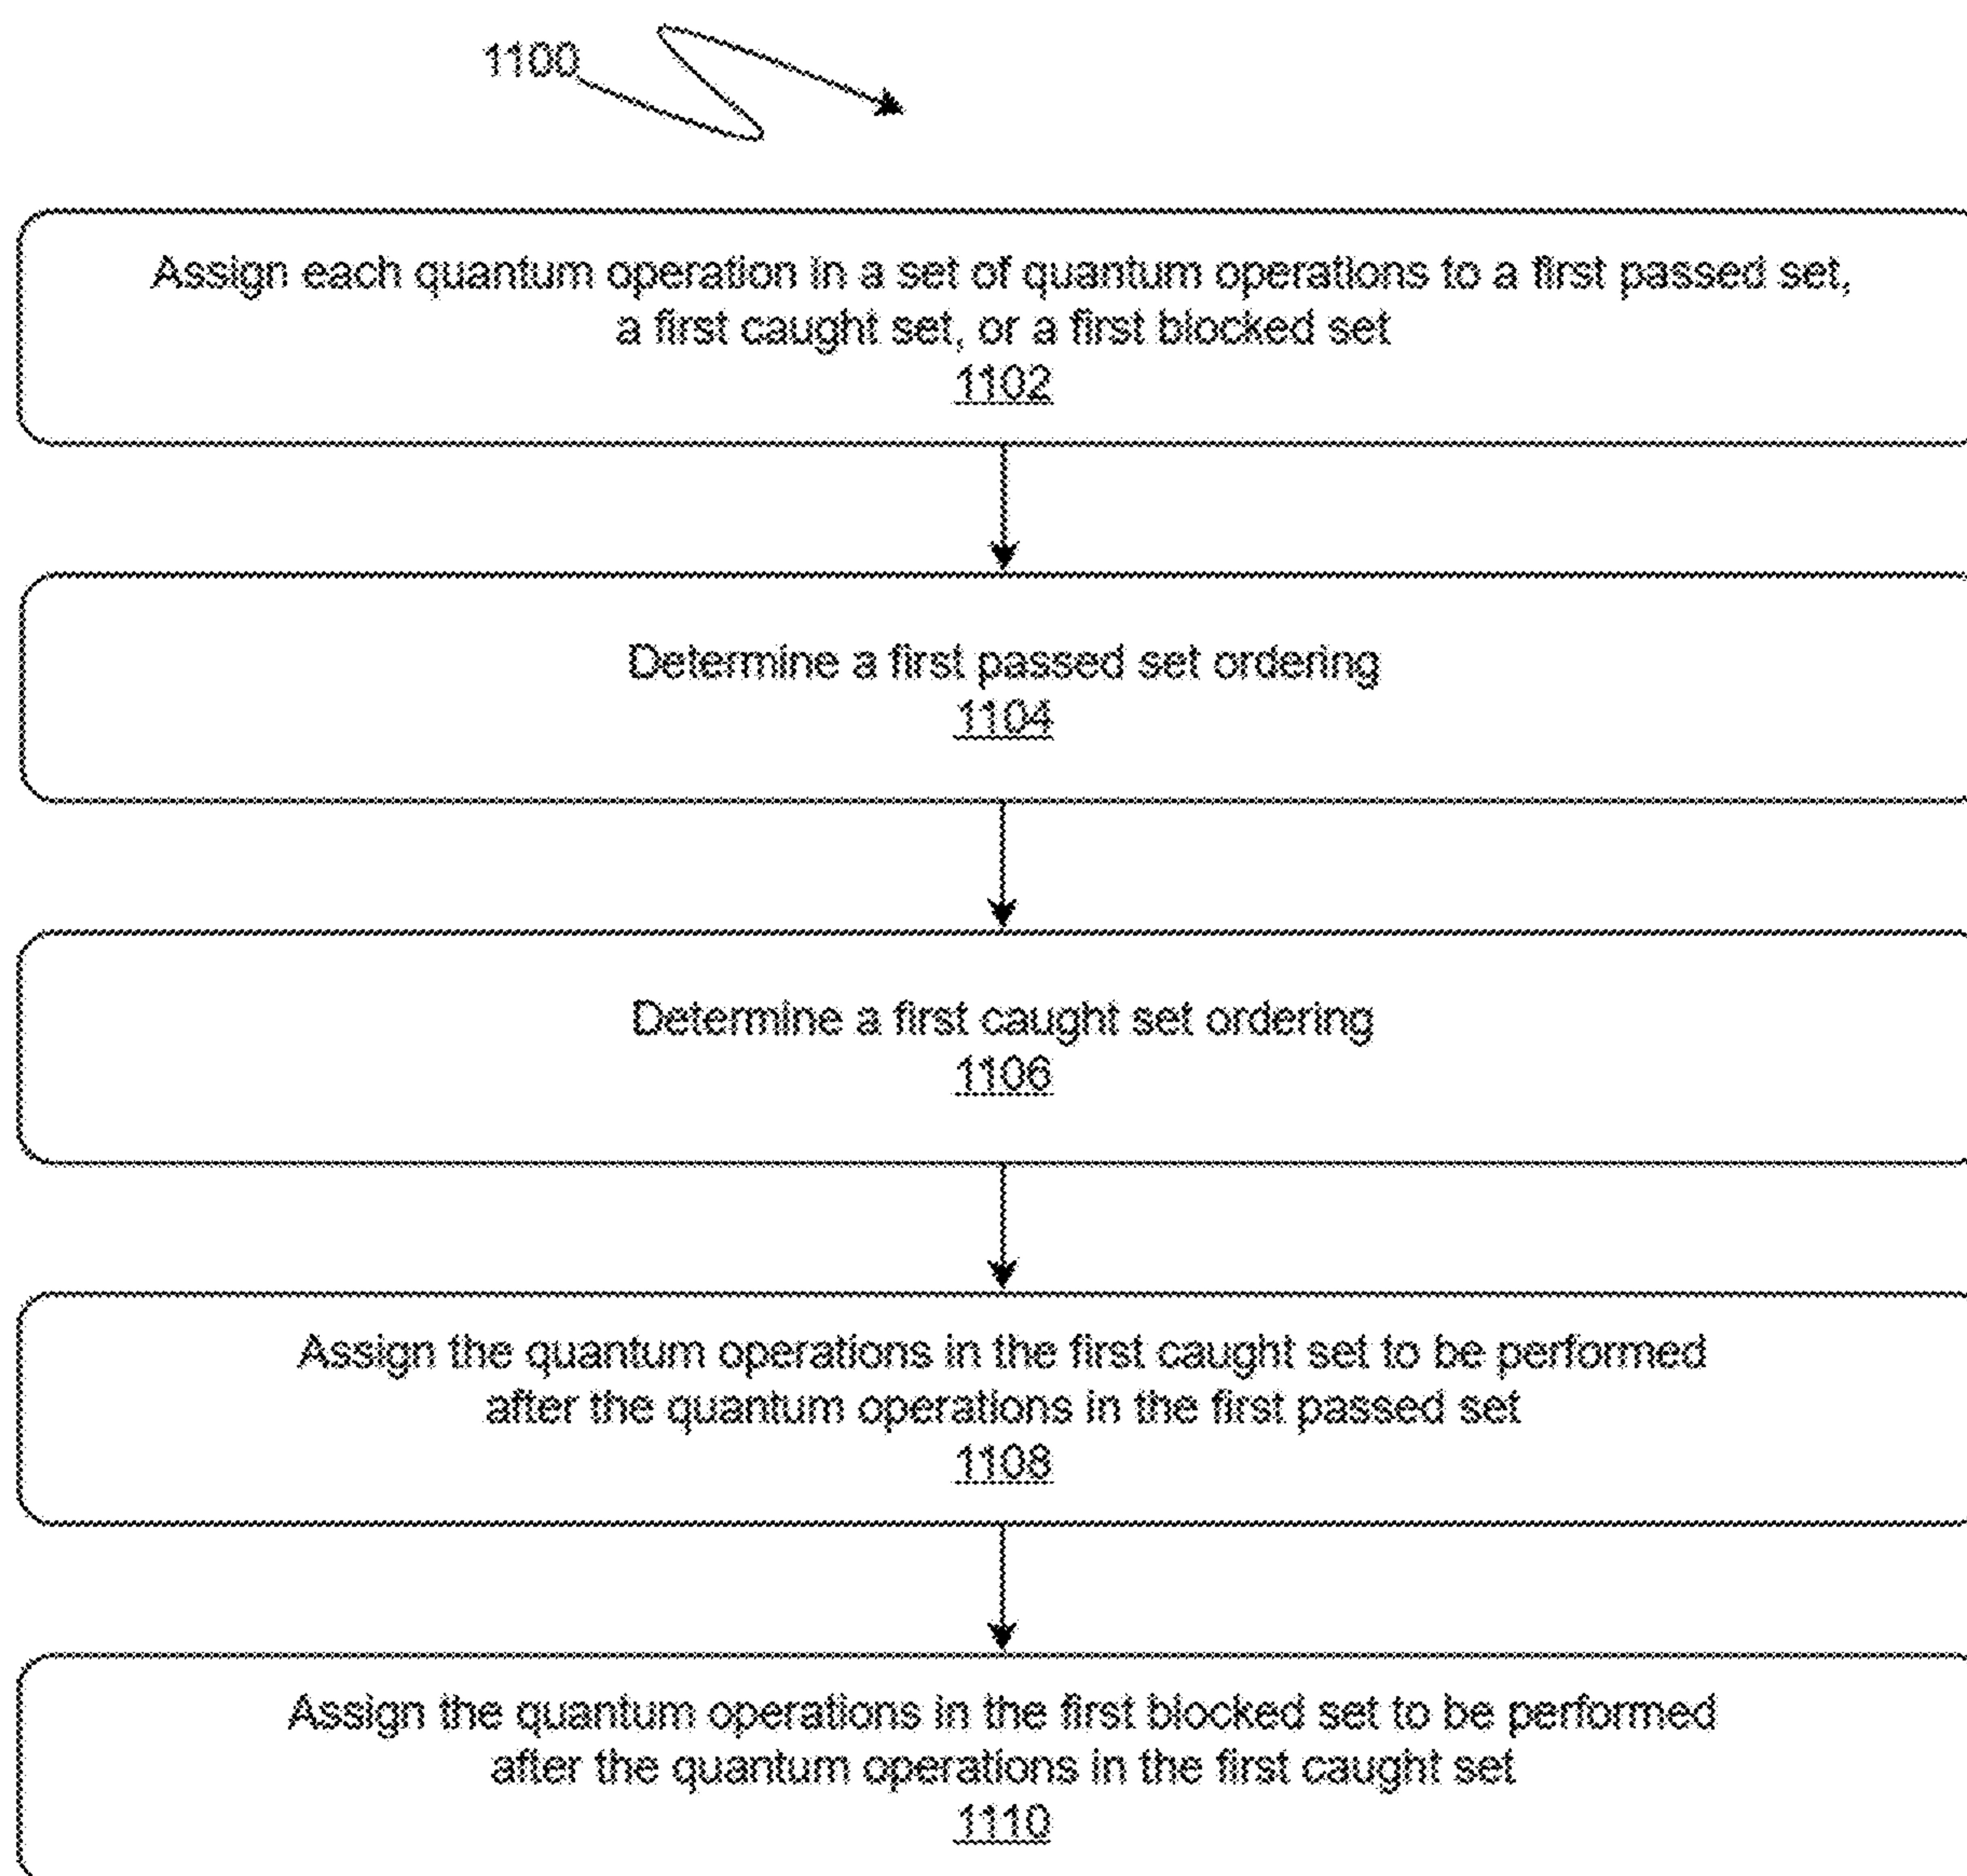 1100
Assign each quantum operation in a set of quantum operations to a first passed set,
a first caught set, or a first blocked set
1102
Determine a first passed set ordering
1104
Determine a first caught set ordering
1106
Assign the quantum operations in the first caught set to be performed
after the quantum operations in the first passed set
1108
Assign the quantum operations in the first blocked set to be performed
after the quantum operations in the first caught set
1110